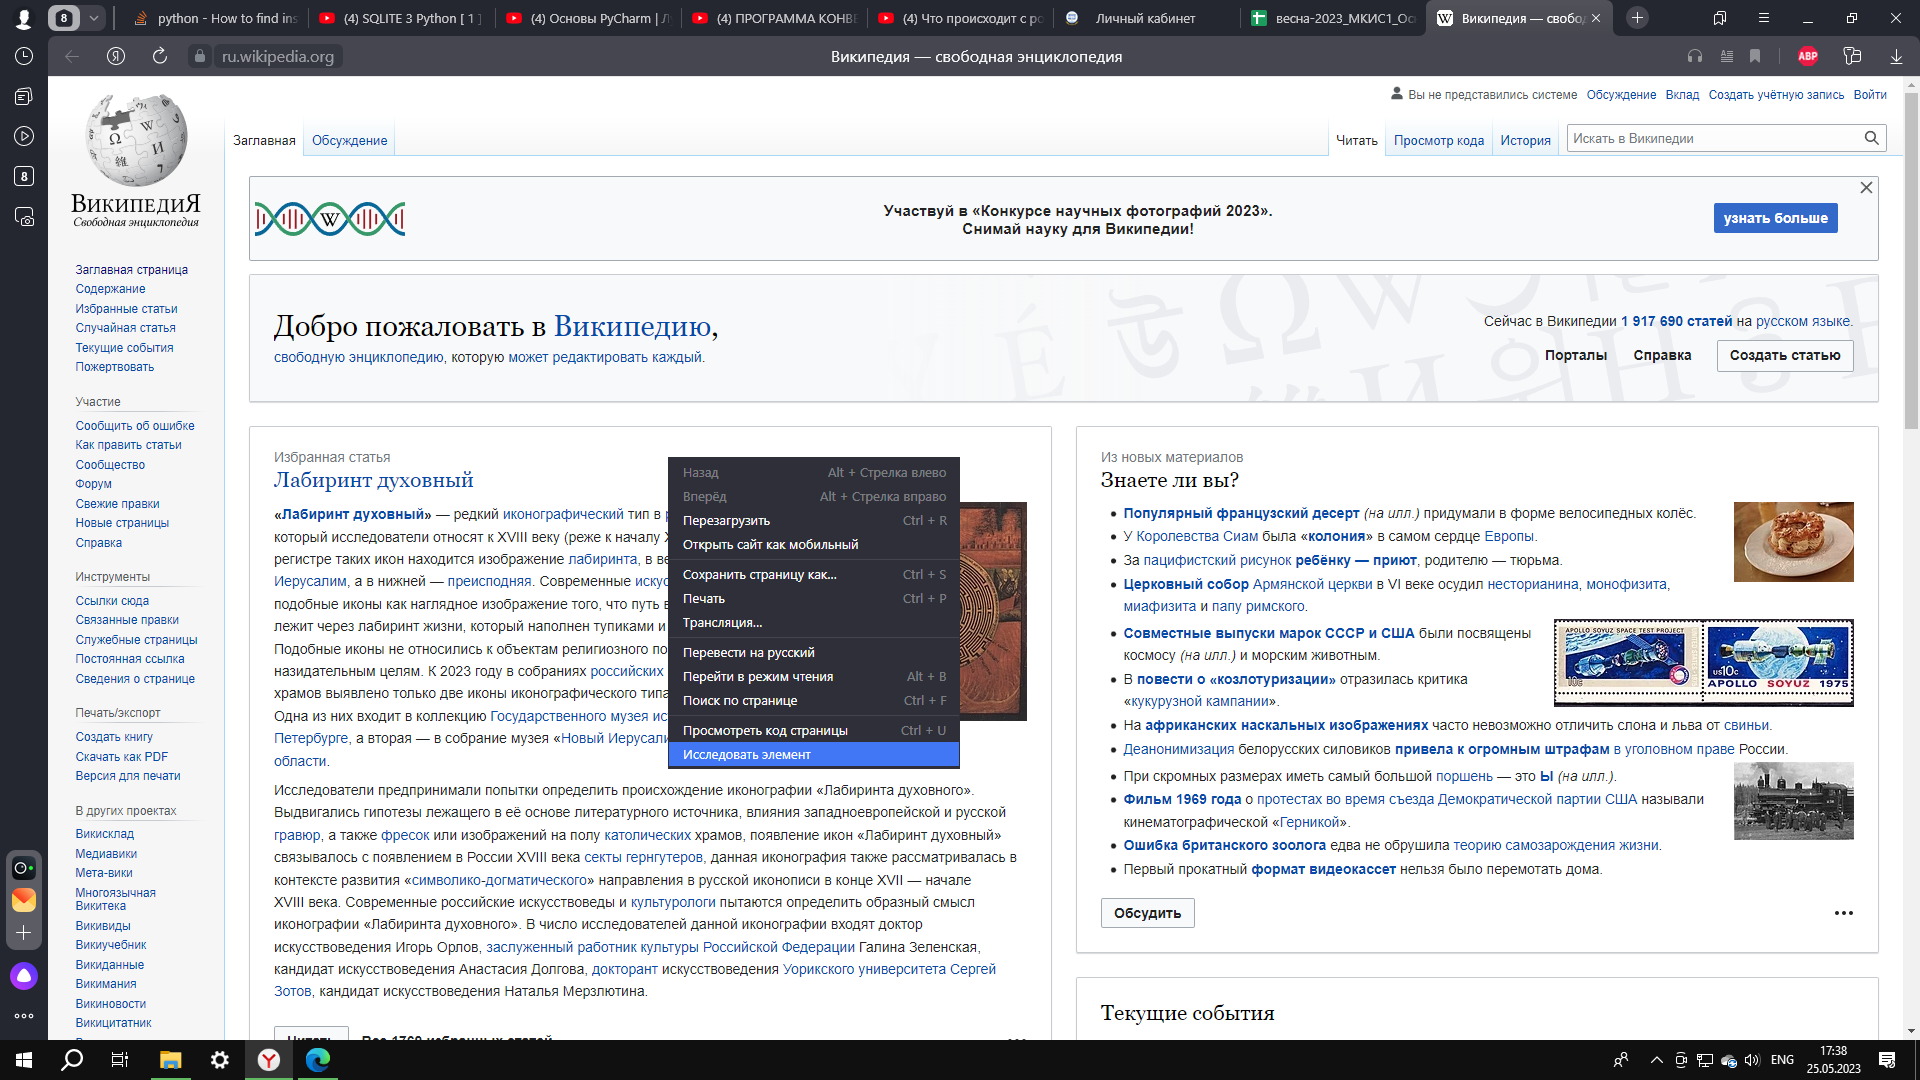 8
python - How to find ins
(4) SQLITE 3 Python [ 1 ]
(4) Основы PyCharm | Л
(4) ПРОГРАММА КОНВЕ
(4) Что происходит с ро
Личный кабинет
весна-2023_МКИС1_Ос
Википедия — свобод
ru.wikipedia.org
Википедия — свободная энциклопедия
ABP
8
Вы не представились системе Обсуждение Вклад Создать учётную запись Войти
Заглавная Обсуждение
Читать Просмотр кода История Искать в Википедии
ВикипедиЯ
Свободная энциклопедия
Участвуй в «Конкурсе научных фотографий 2023».
Снимай науку для Википедии!
узнать больше
Добро пожаловать в Википедию,
свободную энциклопедию, которую может редактировать каждый.
Сейчас в Википедии 1 917 690 статей на русском языке.
Порталы Справка Создать статью
Заглавная страница
Содержание
Избранные статьи
Случайная статья
Текущие события
Пожертвовать
Участие
Сообщить об ошибке
Как править статьи
Сообщество
Форум
Свежие правки
Новые страницы
Справка
Инструменты
Ссылки сюда
Связанные правки
Служебные страницы
Постоянная ссылка
Сведения о странице
Печать/экспорт
Создать книгу
Скачать как PDF
Версия для печати
В других проектах
Викисклад
Медиавики
Мета-вики
Многоязычная
Викитека
Викивиды
Викиучебник
Викиданные
Викимания
Викиновости
Викицитатник
Избранная статья
Лабиринт духовный
«Лабиринт духовный» — редкий иконографический тип в
который исследователи относят к XVIII веку (реже к началу
регистре таких икон находится изображение лабиринта, в ве
Иерусалим, а в нижней — преисподняя. Современные искус
подобные иконы как наглядное изображение того, что путь в
лежит через лабиринт жизни, который наполнен тупиками и
Подобные иконы не относились к объектам религиозного по
назидательным целям. К 2023 году в собраниях российских
храмов выявлено только две иконы иконографического типа
Одна из них входит в коллекцию Государственного музея ис
Петербурге, а вторая — в собрание музея «Новый Иерусали
области.
Исследователи предпринимали попытки определить происхождение иконографии «Лабиринта духовного».
Выдвигались гипотезы лежащего в её основе литературного источника, влияния западноевропейской и русской
гравюр, а также фресок или изображений на полу католических храмов, появление икон «Лабиринт духовный»
связывалось с появлением в России XVIII века секты гернгутеров, данная иконография также рассматривалась в
контексте развития «символико-догматического» направления в русской иконописи в конце XVII — начале
XVIII века. Современные российские искусствоведы и культурологи пытаются определить образный смысл
иконографии «Лабиринта духовного». В число исследователей данной иконографии входят доктор
искусствоведения Игорь Орлов, заслуженный работник культуры Российской Федерации Галина Зеленская,
кандидат искусствоведения Анастасия Долгова, докторант искусствоведения Уорикского университета Сергей
Зотов, кандидат искусствоведения Наталья Мерзлютина.
Читать Все 1760 избранных статей
Назад Alt + Стрелка влево
Вперёд Alt + Стрелка вправо
Перезагрузить Ctrl + R
Открыть сайт как мобильный
Сохранить страницу как... Ctrl + S
Печать Ctrl + P
Трансляция...
Перевести на русский
Перейти в режим чтения Alt + B
Поиск по странице Ctrl + F
Просмотреть код страницы Ctrl + U
Исследовать элемент
Из новых материалов
Знаете ли вы?
Популярный французский десерт (на илл.) придумали в форме велосипедных колёс.
У Королевства Сиам была «колония» в самом сердце Европы.
За пацифистский рисунок ребёнку — приют, родителю — тюрьма.
Церковный собор Армянской церкви в VI веке осудил несторианина, монофизита,
миафизита и папу римского.
Совместные выпуски марок СССР и США были посвящены
космосу (на илл.) и морским животным.
В повести о «козлотуризации» отразилась критика
«кукурузной кампании».
На африканских наскальных изображениях часто невозможно отличить слона и льва от свиньи.
Деанонимизация белорусских силовиков привела к огромным штрафам в уголовном праве России.
При скромных размерах иметь самый большой поршень — это Ы (на илл.).
Фильм 1969 года о протестах во время съезда Демократической партии США называли
кинематографической «Герникой».
Ошибка британского зоолога едва не обрушила теорию самозарождения жизни.
Первый прокатный формат видеокассет нельзя было перемотать дома.
APOLLO SOYUZ SPACE TEST PROJECT
10c
US10c
APOLLO SOYUZ 1975
Обсудить
Текущие события
ENG
17:38
25.05.2023